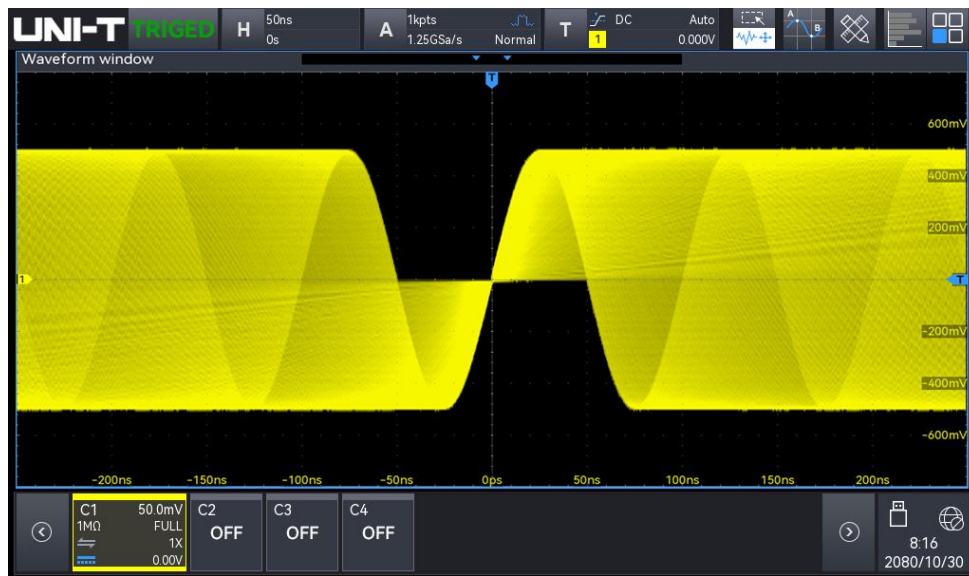 UNI-T TRIGED H 50ns 0s A 1kpts 1.25GSa/s Normal T DC 1 Auto 0.000V A B
Waveform window
T
600mV
400mV
200mV
1 T
-200mV
-400mV
-600mV
-200ns -150ns -100ns -50ns 0ps 50ns 100ns 150ns 200ns
C1 50.0mV C2 C3 C4
1MΩ FULL OFF OFF OFF
1X
0.00V
8:16
2080/10/30